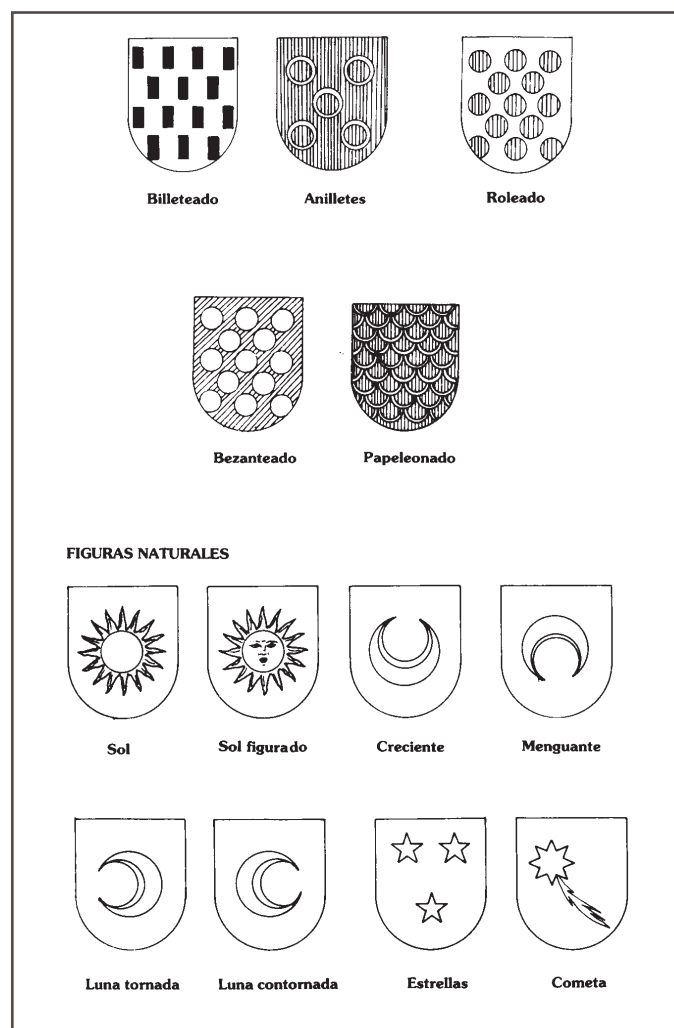 Billeteado Anilletes Roleado
Bezanteado Papeleonado
FIGURAS NATURALES
Sol Sol figurado Creciente Menguante
Luna tornada Luna contornada Estrellas Cometa